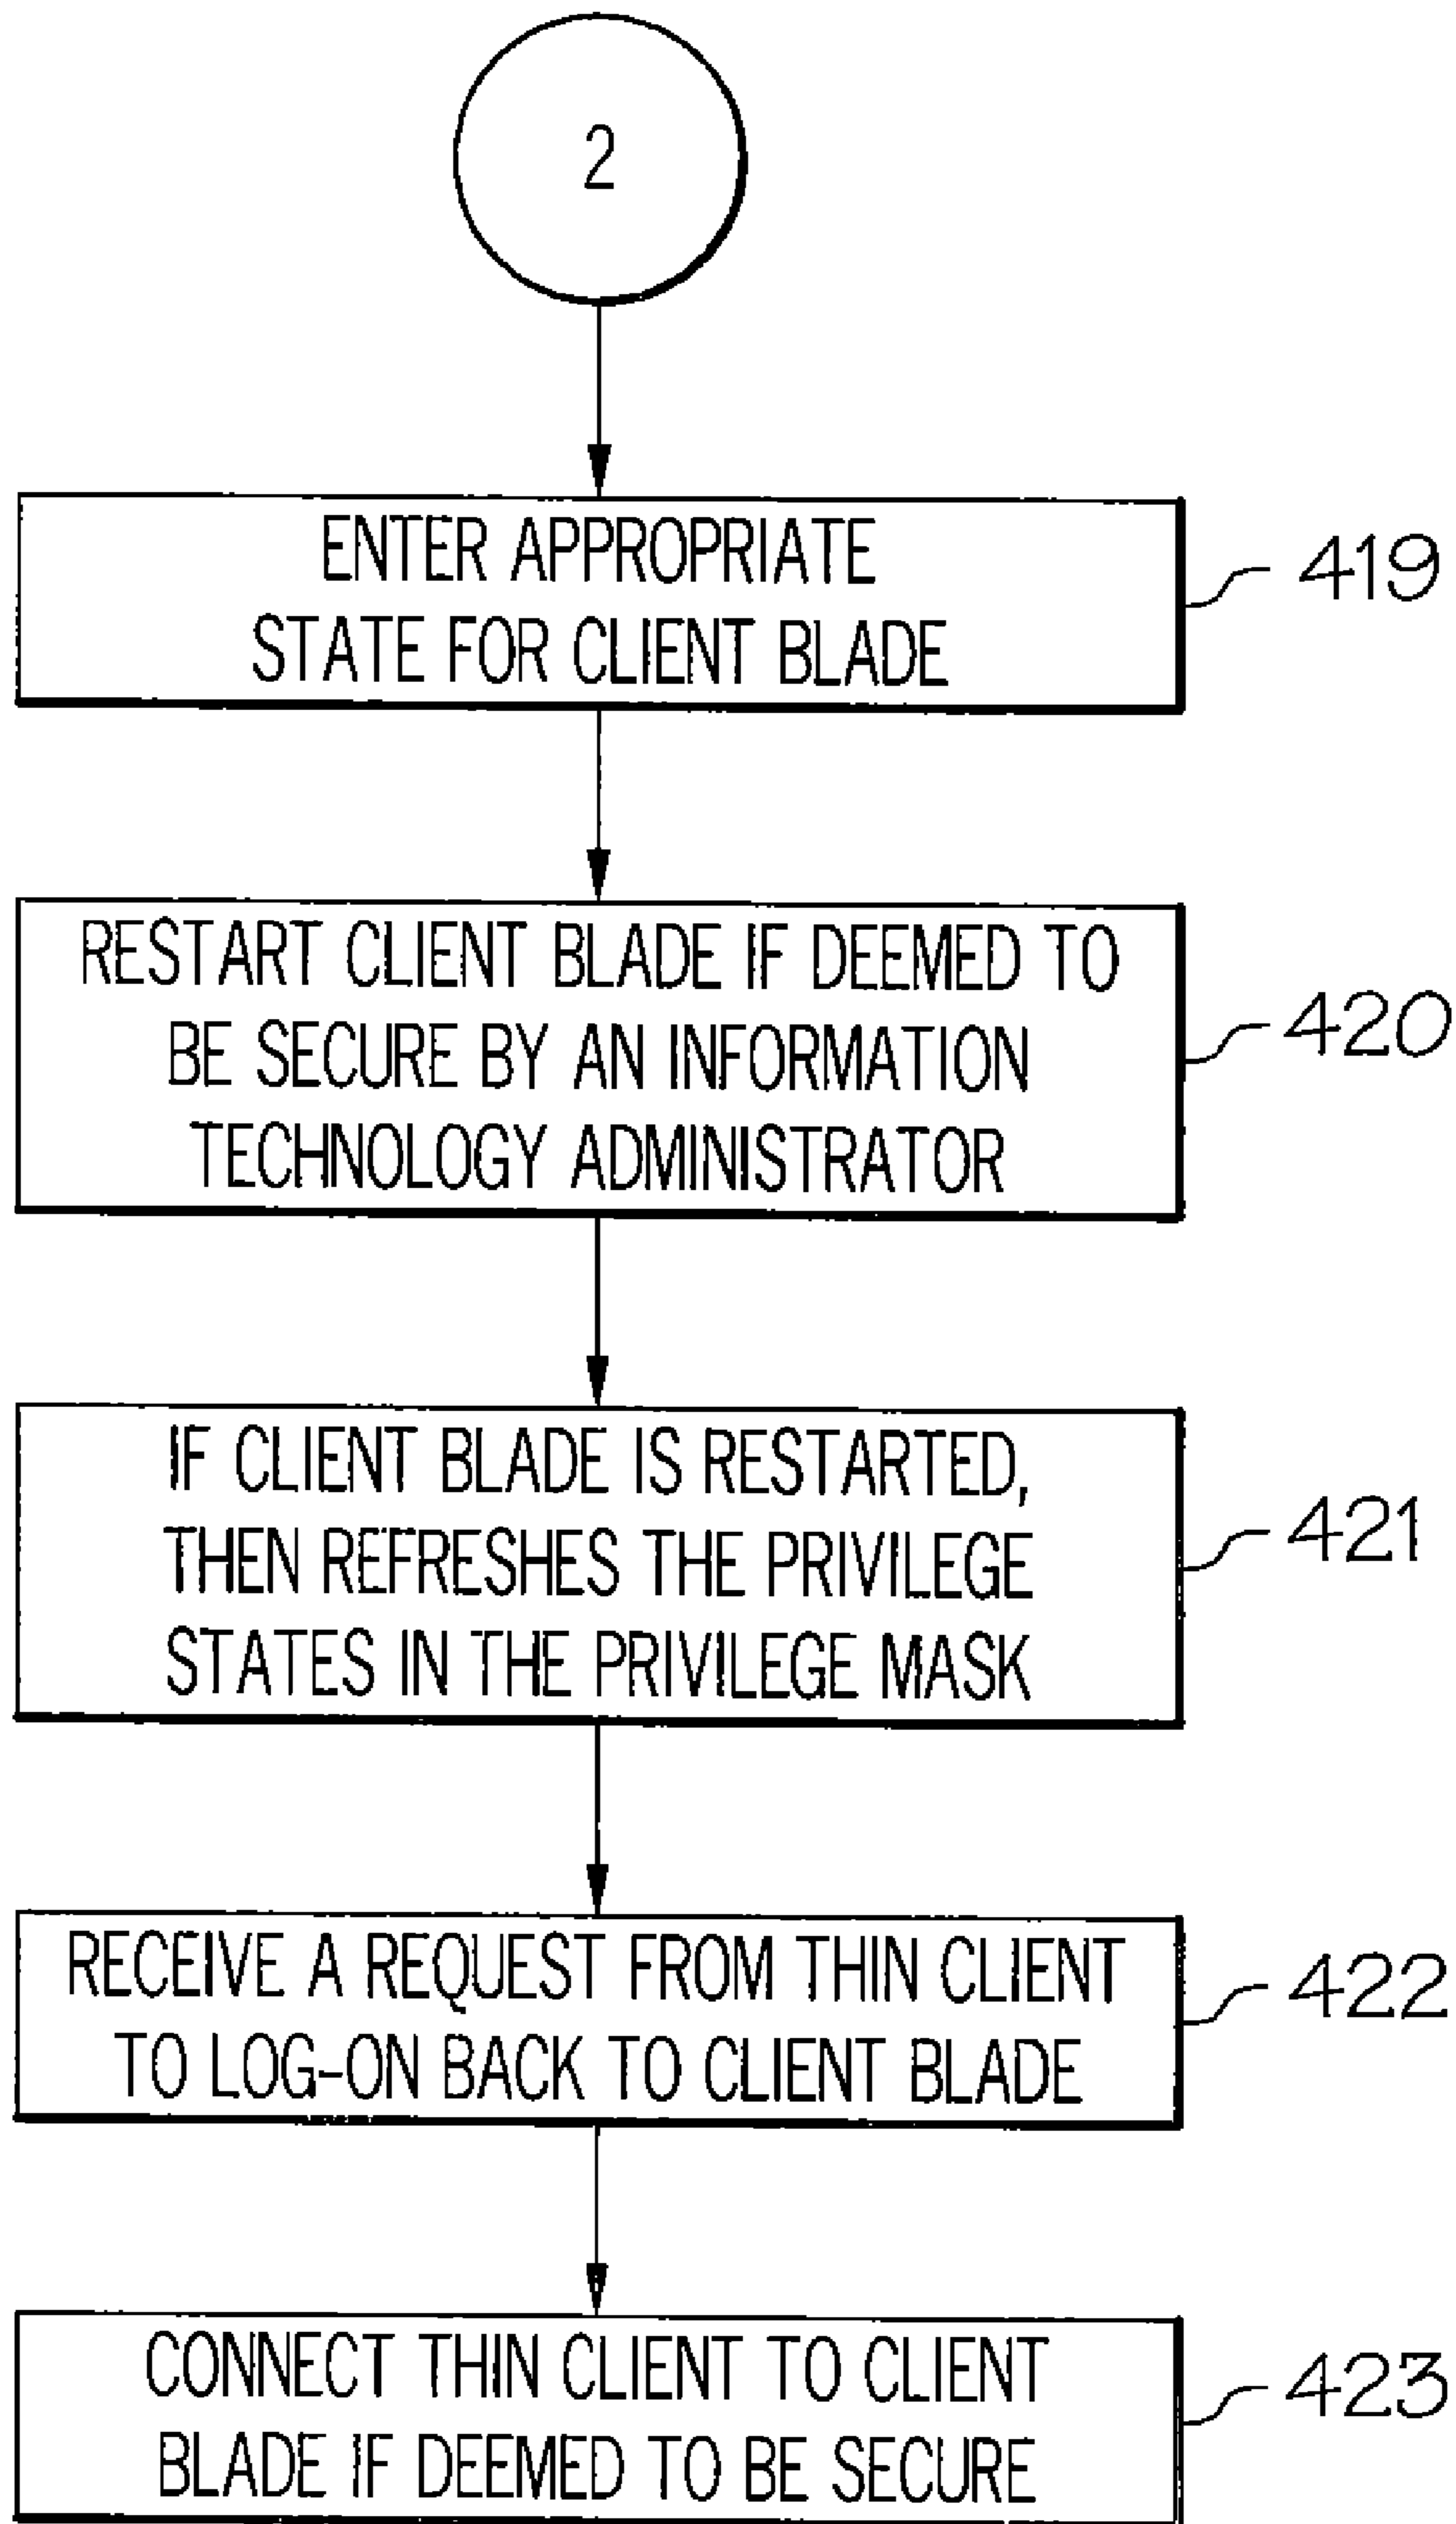 2
ENTER APPROPRIATE
STATE FOR CLIENT BLADE
419
RESTART CLIENT BLADE IF DEEMED TO
BE SECURE BY AN INFORMATION
TECHNOLOGY ADMINISTRATOR
420
IF CLIENT BLADE IS RESTARTED,
THEN REFRESHES THE PRIVILEGE
STATES IN THE PRIVILEGE MASK
421
RECEIVE A REQUEST FROM THIN CLIENT
TO LOG-ON BACK TO CLIENT BLADE
422
CONNECT THIN CLIENT TO CLIENT
BLADE IF DEEMED TO BE SECURE
423